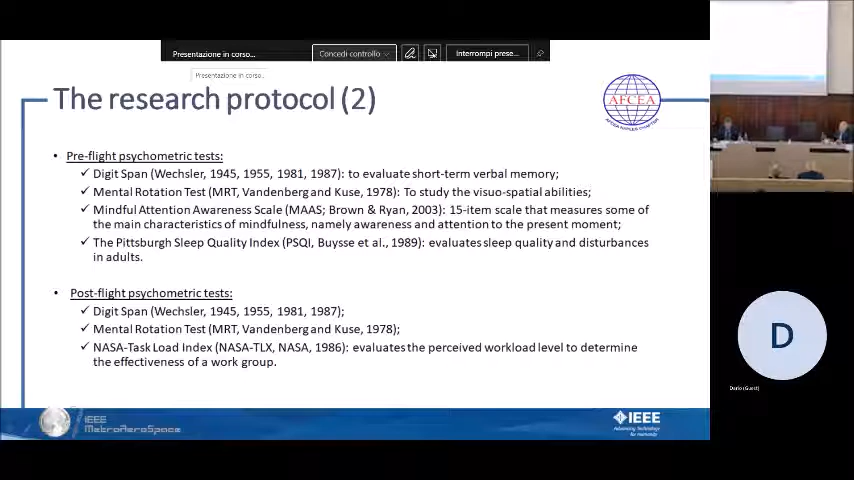 Presentazione in corso...
Concedi controllo
Interrompi prese...
Presentazione in corso...
The research protocol (2)
AFCEA
AFCEA NAPLES CHAPTER
• Pre-flight psychometric tests:
✓ Digit Span (Wechsler, 1945, 1955, 1981, 1987): to evaluate short-term verbal memory;
✓ Mental Rotation Test (MRT, Vandenberg and Kuse, 1978): To study the visuo-spatial abilities;
✓ Mindful Attention Awareness Scale (MAAS; Brown & Ryan, 2003): 15-item scale that measures some of
the main characteristics of mindfulness, namely awareness and attention to the present moment;
✓ The Pittsburgh Sleep Quality Index (PSQI, Buysse et al., 1989): evaluates sleep quality and disturbances
in adults.
• Post-flight psychometric tests:
✓ Digit Span (Wechsler, 1945, 1955, 1981, 1987);
✓ Mental Rotation Test (MRT, Vandenberg and Kuse, 1978);
✓ NASA-Task Load Index (NASA-TLX, NASA, 1986): evaluates the perceived workload level to determine
the effectiveness of a work group.
D
Dario (Guest)
IEEE
MetroAeroSpace
IEEE
Advancing Technology
for Humanity